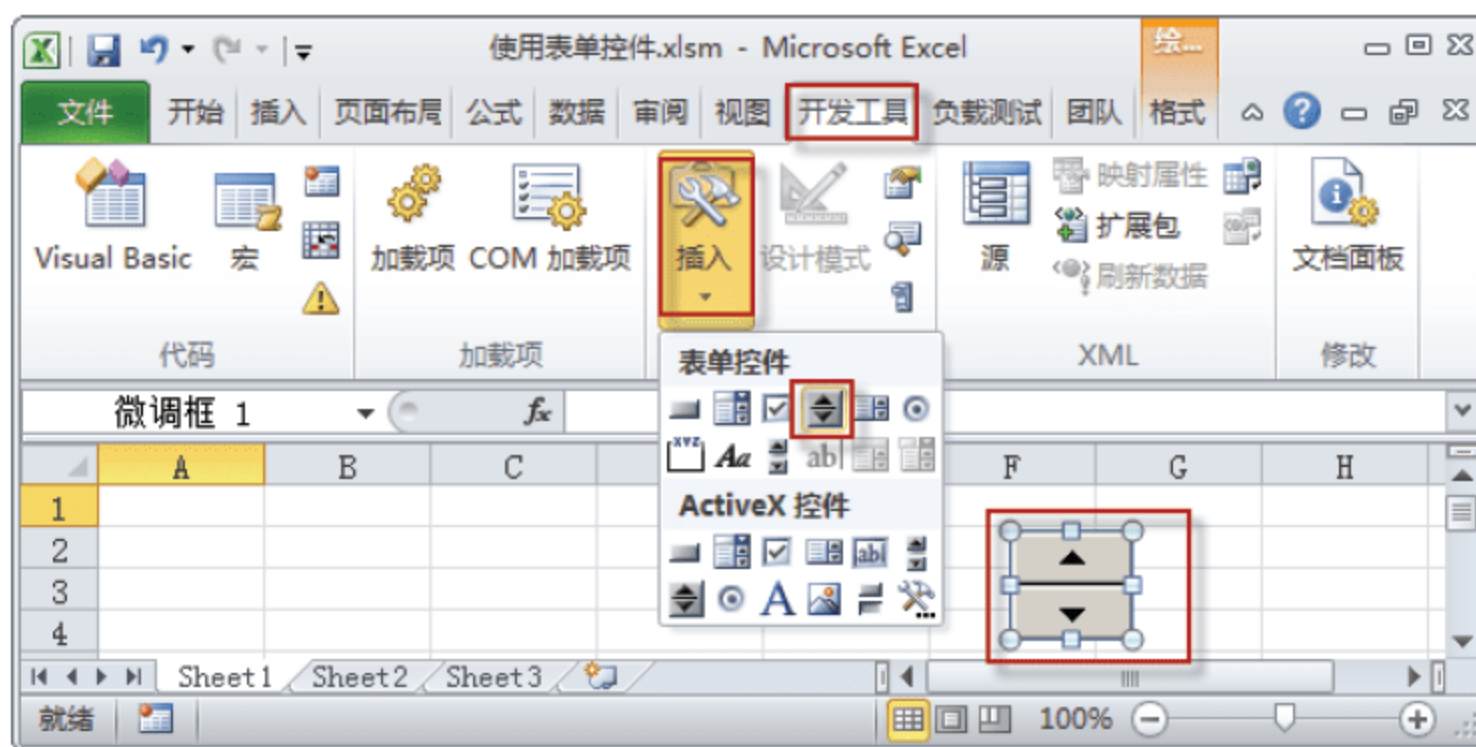 使用表单控件.xlsm - Microsoft Excel
绘...
文件 开始 插入 页面布局 公式 数据 审阅 视图 开发工具 负载测试 团队 格式
Visual Basic 宏 加载项 COM 加载项 插入 设计模式 源 映射属性 扩展包 刷新数据 文档面板
代码 加载项 XML 修改
表单控件
微调框 1 fx
XYZ Aa ab
A B C F G H
ActiveX 控件
1
2 abl
3 A
4
Sheet1 Sheet2 Sheet3
就绪 100%